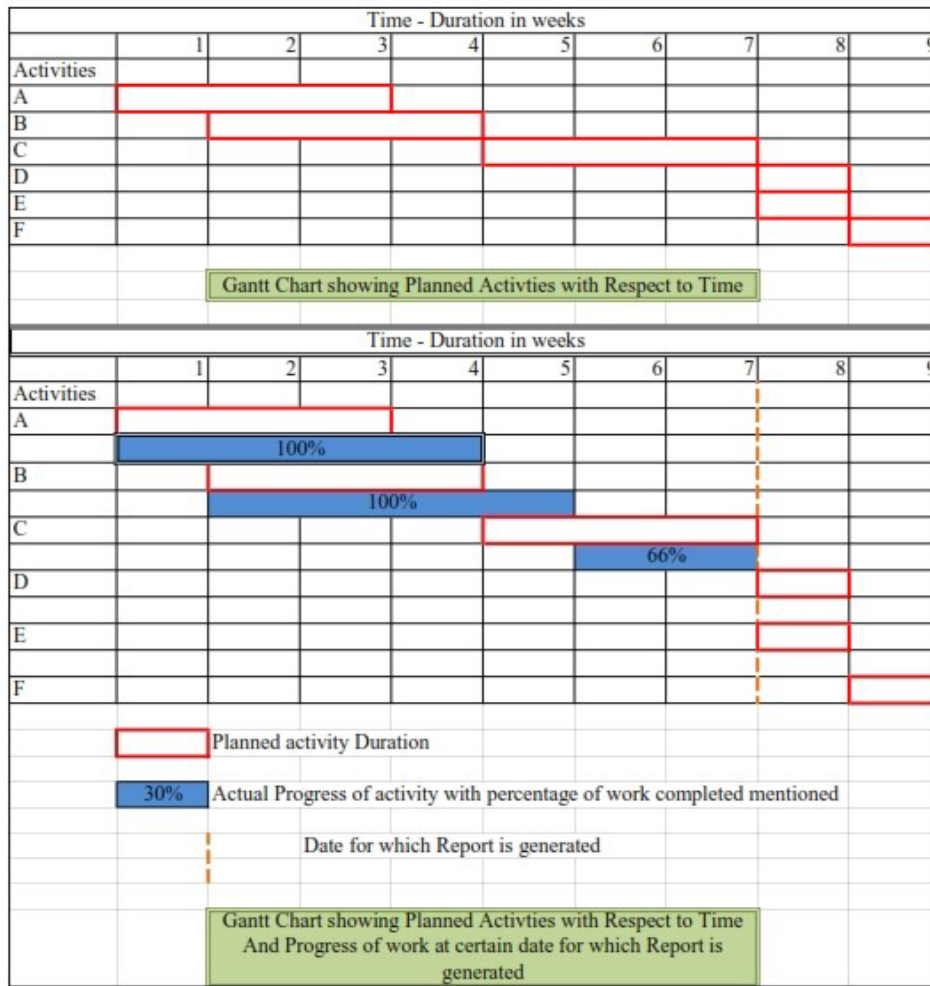 Time - Duration in weeks
1 2 3 4 5 6 7 8 9
Activities
A
B
C
D
E
F
Gantt Chart showing Planned Activties with Respect to Time
Time - Duration in weeks
1 2 3 4 5 6 7 8 9
Activities
A
100%
B
100%
C
66%
D
E
F
Planned activity Duration
30% Actual Progress of activity with percentage of work completed mentioned
Date for which Report is generated
Gantt Chart showing Planned Activties with Respect to Time
And Progress of work at certain date for which Report is
generated